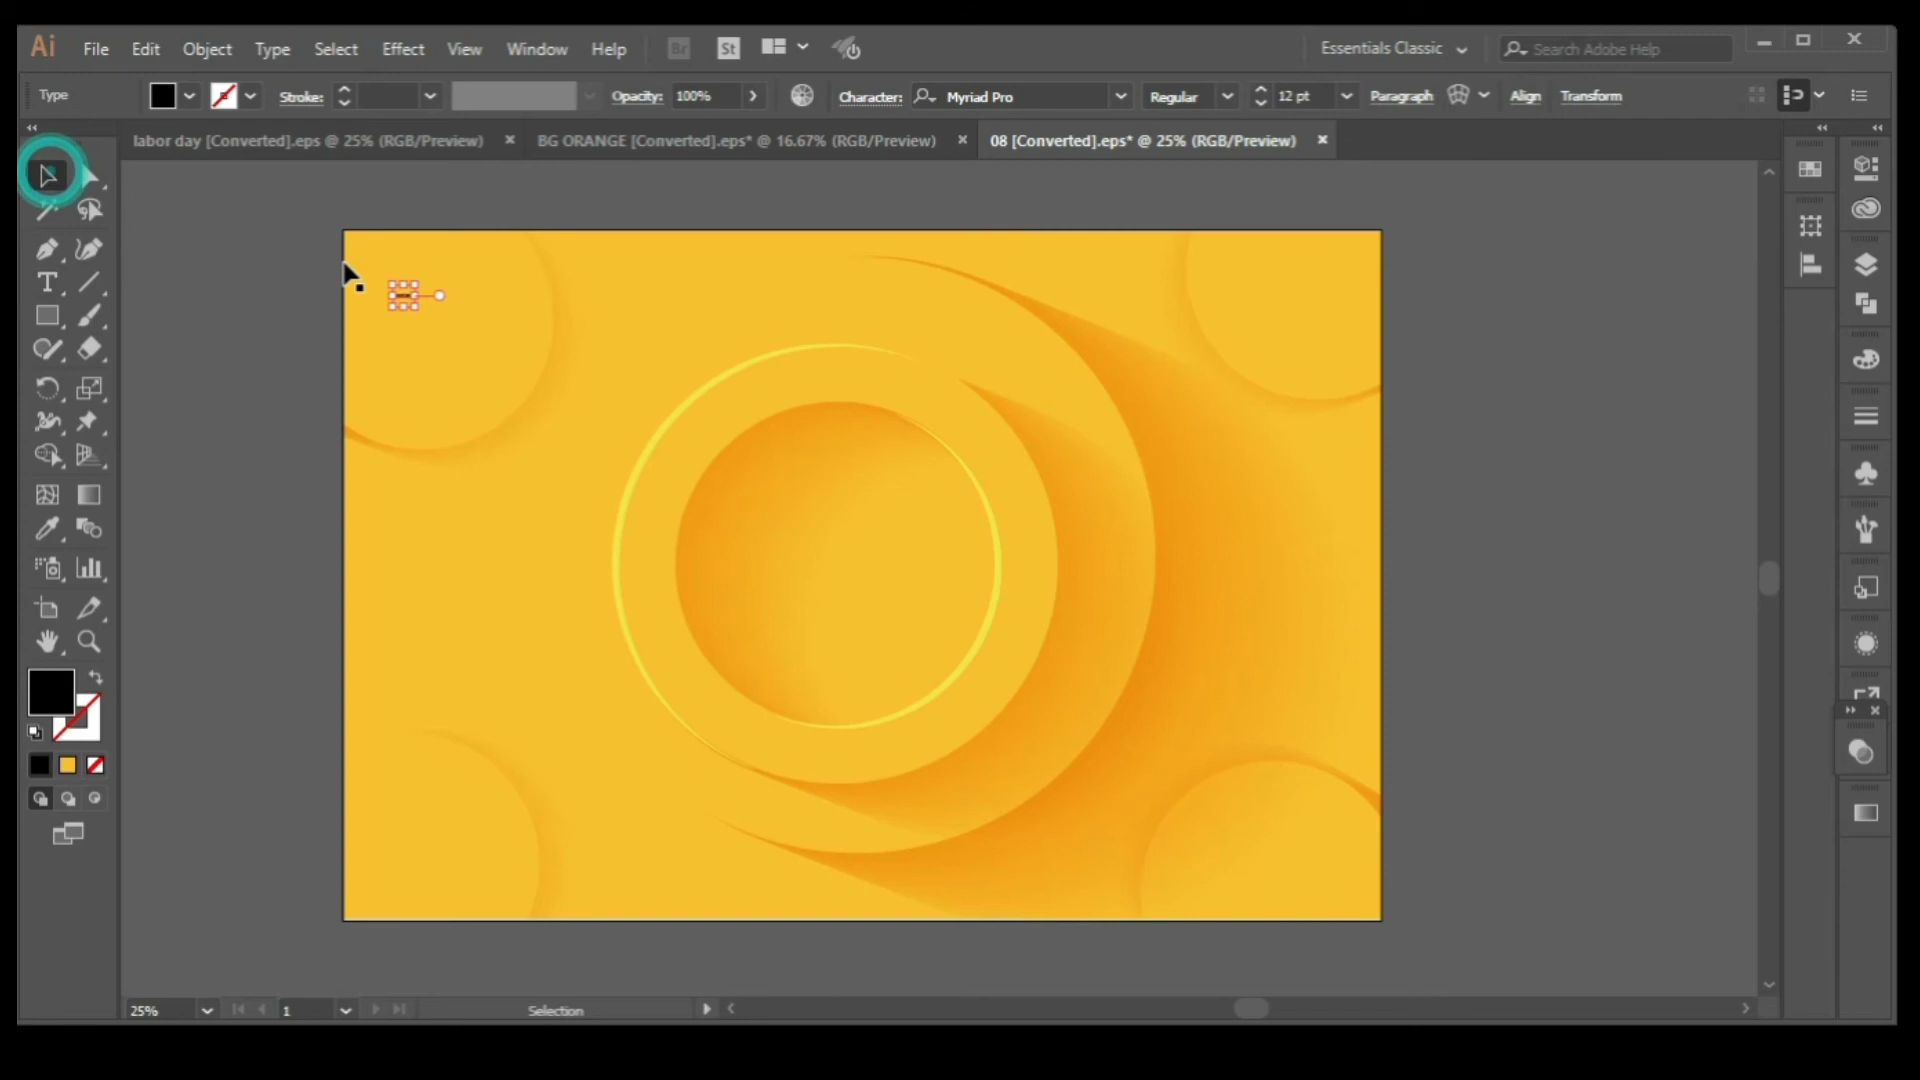 Ai File Edit Object Type Select Effect View Window Help Br St Essentials Classic Search Adobe Help
Type Stroke: Opacity: 100% Character: Myriad Pro Regular 12 pt Paragraph Align Transform
labor day [Converted].eps @ 25% (RGB/Preview) BG ORANGE [Converted].eps* @ 16.67% (RGB/Preview) 08 [Converted].eps* @ 25% (RGB/Preview)
25% 1 Selection